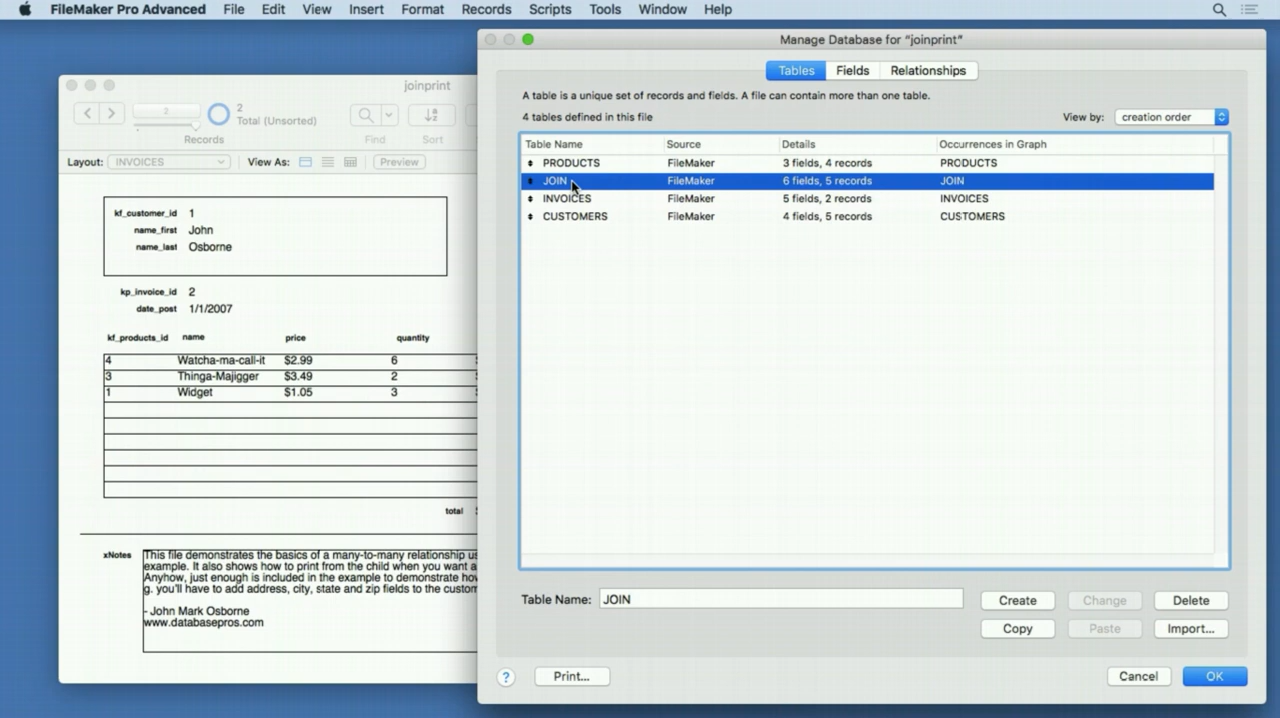 FileMaker Pro Advanced File Edit View Insert Format Records Scripts Tools Window Help
Manage Database for “joinprint”
Tables Fields Relationships
A table is a unique set of records and fields. A file can contain more than one table.
4 tables defined in this file
View by: creation order
Table Name Source Details Occurrences in Graph
PRODUCTS FileMaker 3 fields, 4 records PRODUCTS
JOIN FileMaker 6 fields, 5 records JOIN
INVOICES FileMaker 5 fields, 2 records INVOICES
CUSTOMERS FileMaker 4 fields, 5 records CUSTOMERS
Table Name: JOIN
Create Change Delete
Copy Paste Import...
? Print... Cancel OK
joinprint
2 2
Total (Unsorted)
Records Find Sort
Layout: INVOICES View As: Preview
kf_customer_id 1
name_first John
name_last Osborne
kp_invoice_id 2
date_post 1/1/2007
kf_products_id name price quantity
4 Watcha-ma-call-it $2.99 6
3 Thinga-Majigger $3.49 2
1 Widget $1.05 3
total
xNotes This file demonstrates the basics of a many-to-many relationship
example. It also shows how to print from the child when you want a
Anyhow, just enough is included in the example to demonstrate
g. you'll have to add address, city, state and zip fields to the
- John Mark Osborne
www.databasepros.com